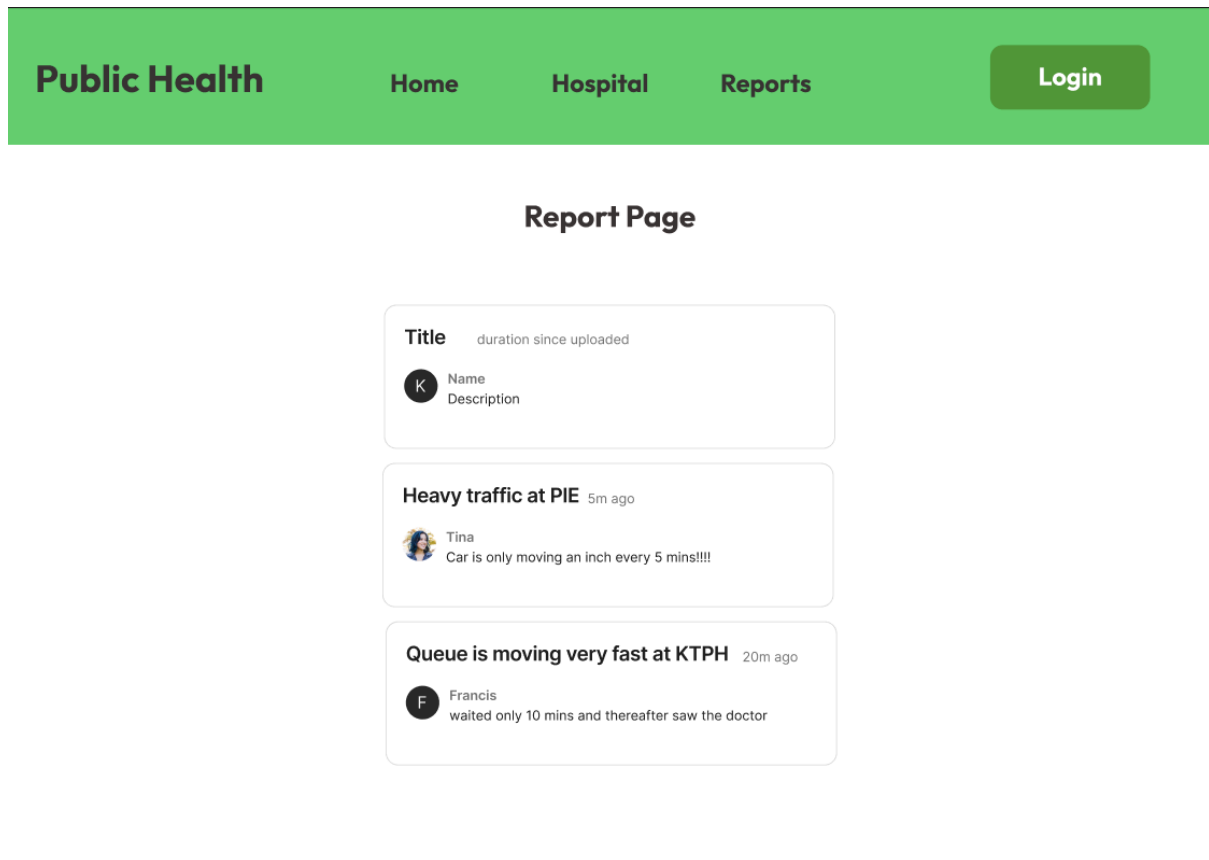 Public Health Home Hospital Reports Login
Report Page
Title duration since uploaded
K Name
Description
Heavy traffic at PIE 5m ago
Tina
Car is only moving an inch every 5 mins!!!!
Queue is moving very fast at KTPH 20m ago
F Francis
waited only 10 mins and thereafter saw the doctor